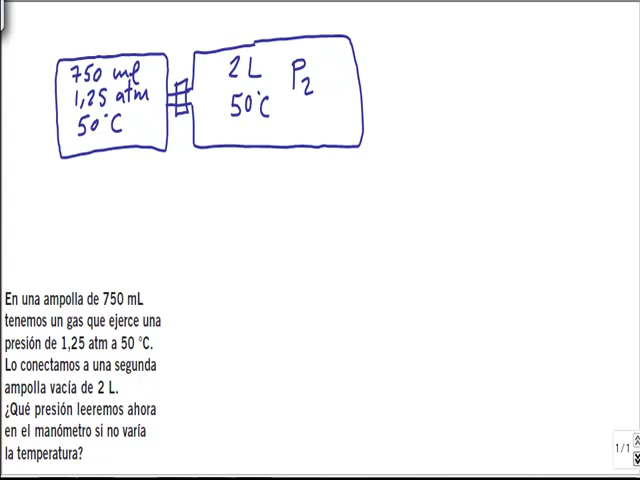 750 ml
1,25 atm
50°C
2L P2
50°C
En una ampolla de 750 mL
tenemos un gas que ejerce una
presión de 1,25 atm a 50 °C.
Lo conectamos a una segunda
ampolla vacía de 2 L.
¿Qué presión leeremos ahora
en el manómetro si no varía
la temperatura?
1/1